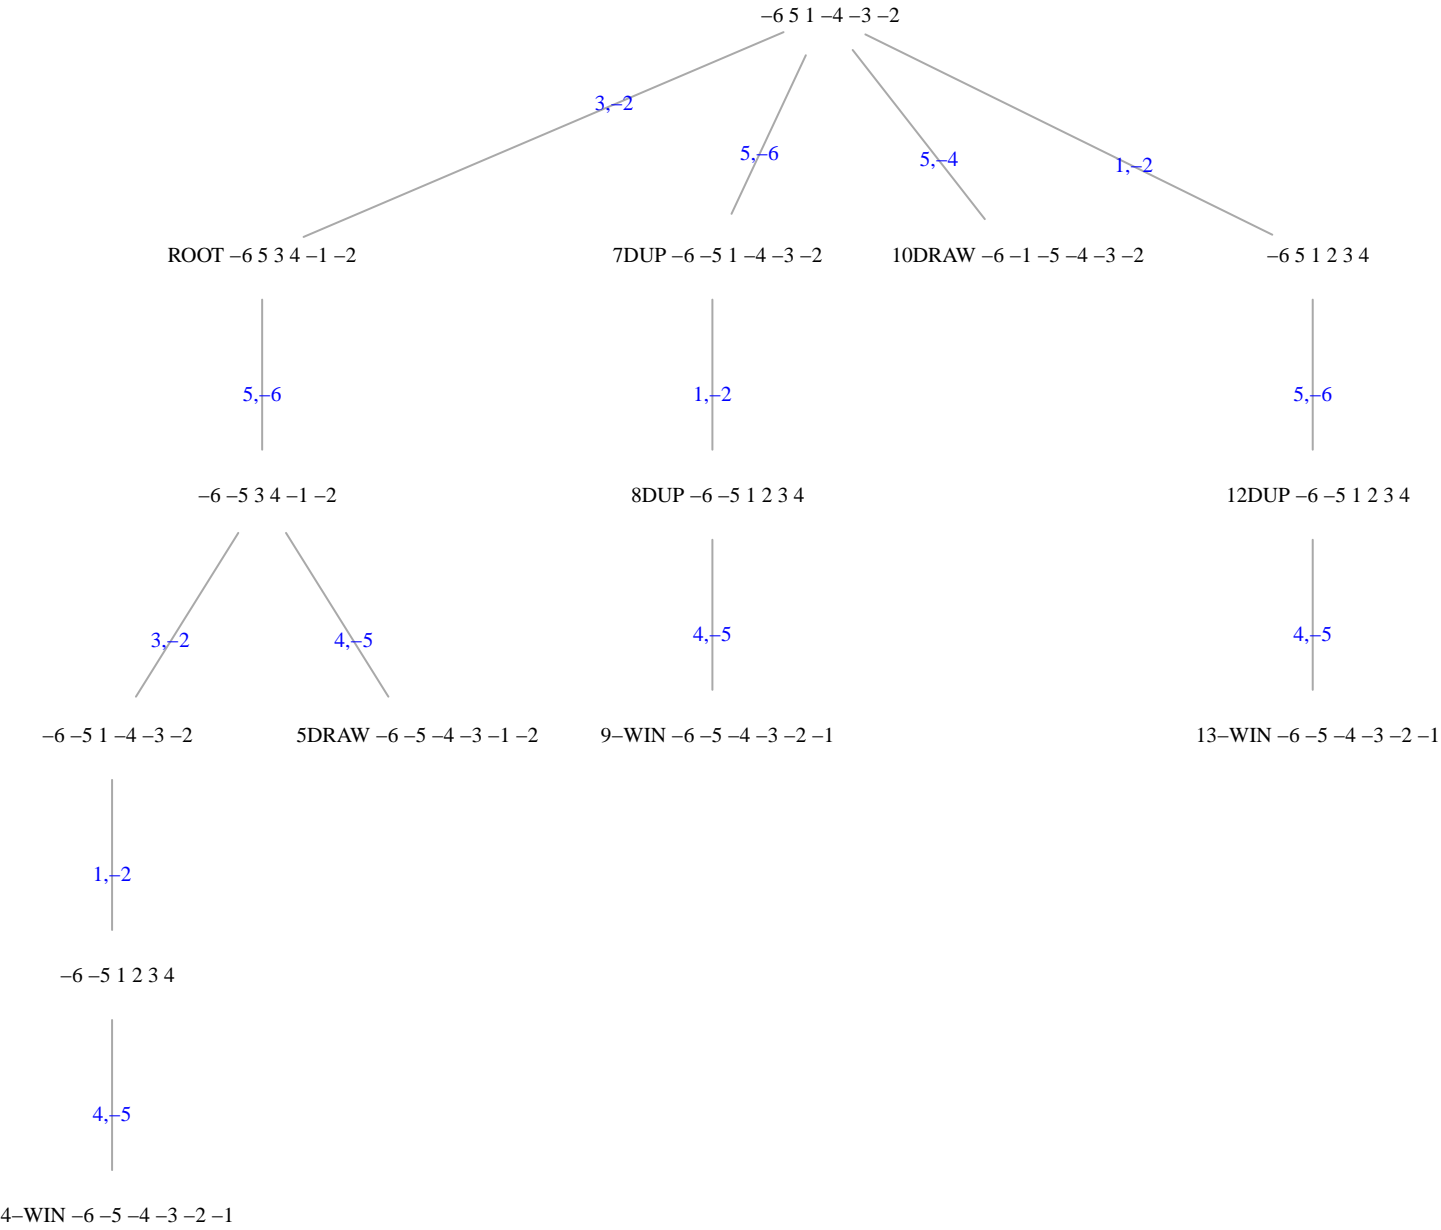 –6 5 1 –4 –3 –2
3,–2
5,–6
5,–4
1,–2
ROOT –6 5 3 4 –1 –2
7DUP –6 –5 1 –4 –3 –2
10DRAW –6 –1 –5 –4 –3 –2
–6 5 1 2 3 4
5,–6
1,–2
5,–6
–6 –5 3 4 –1 –2
8DUP –6 –5 1 2 3 4
12DUP –6 –5 1 2 3 4
3,–2
4,–5
4,–5
4,–5
–6 –5 1 –4 –3 –2
5DRAW –6 –5 –4 –3 –1 –2
9–WIN –6 –5 –4 –3 –2 –1
13–WIN –6 –5 –4 –3 –2 –1
1,–2
–6 –5 1 2 3 4
4,–5
4–WIN –6 –5 –4 –3 –2 –1